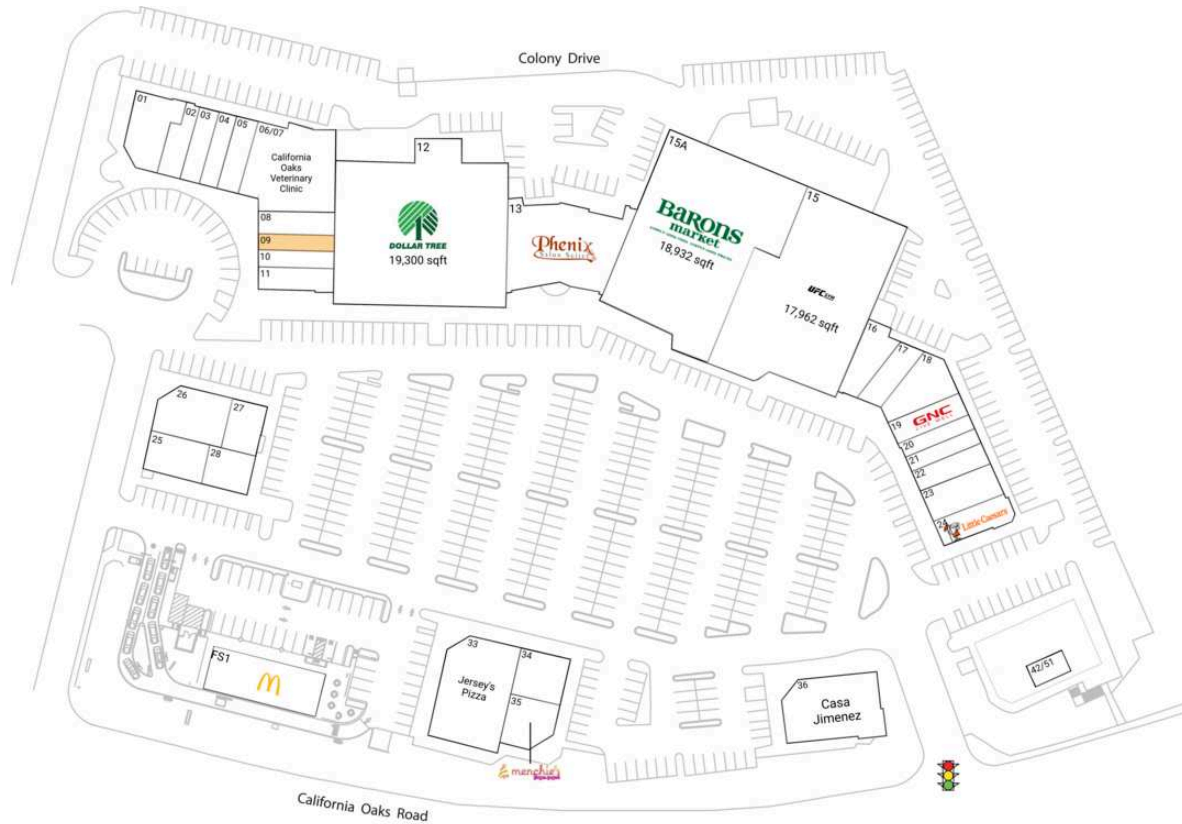 Colony Drive
01
02
03
04
05
06/07
California
Oaks
Veterinary
Clinic
08
09
10
11
12
DOLLAR TREE
19,300 sqft
13
Phenix
Salon Suites
15A
BARONS
market
18,932 sqft
15
UFC GYM
17,962 sqft
16
17
18
19
GNC
LIVE WELL
20
21
22
23
24
Little Caesars
26
27
25
28
FS1
33
Jersey's
Pizza
34
35
menchie's
36
Casa
Jimenez
42/51
California Oaks Road